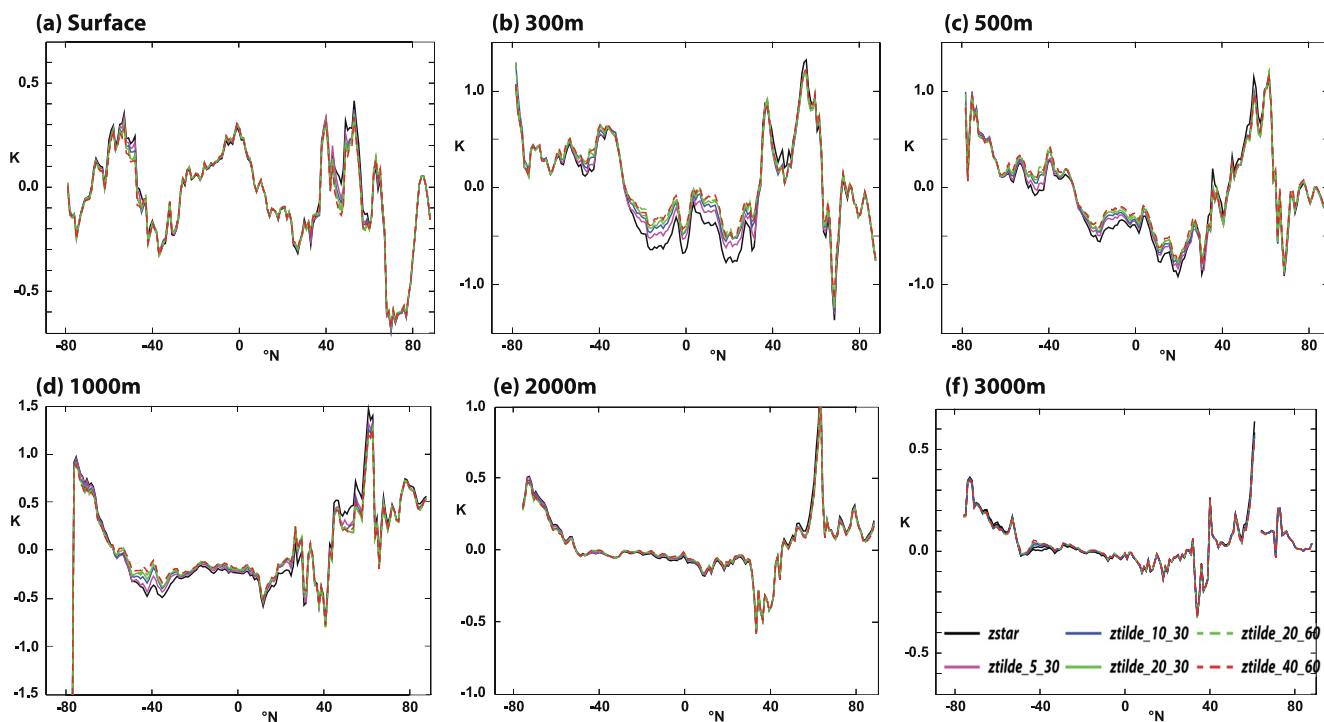 (a) Surface
(b) 300m
(c) 500m
0.5
K
0.0
-0.5
-80 -40 0 40 80
°N
1.0
K
0.0
-1.0
-80 -40 0 40 80
°N
1.0
K
0.0
-1.0
-80 -40 0 40 80
°N
(d) 1000m
(e) 2000m
(f) 3000m
1.5
1.0
0.5
K
0.0
-0.5
-1.0
1.5
-80 -40 0 40 80
°N
1.0
0.5
K
0.0
0.5
1.0
-80 -40 0 40 80
°N
0.5
K
0.0
0.5
-80 -40 0 40 80
°N
zstar ztilde_10_30 ztilde_20_60
ztilde_5_30 ztilde_20_30 ztilde_40_60